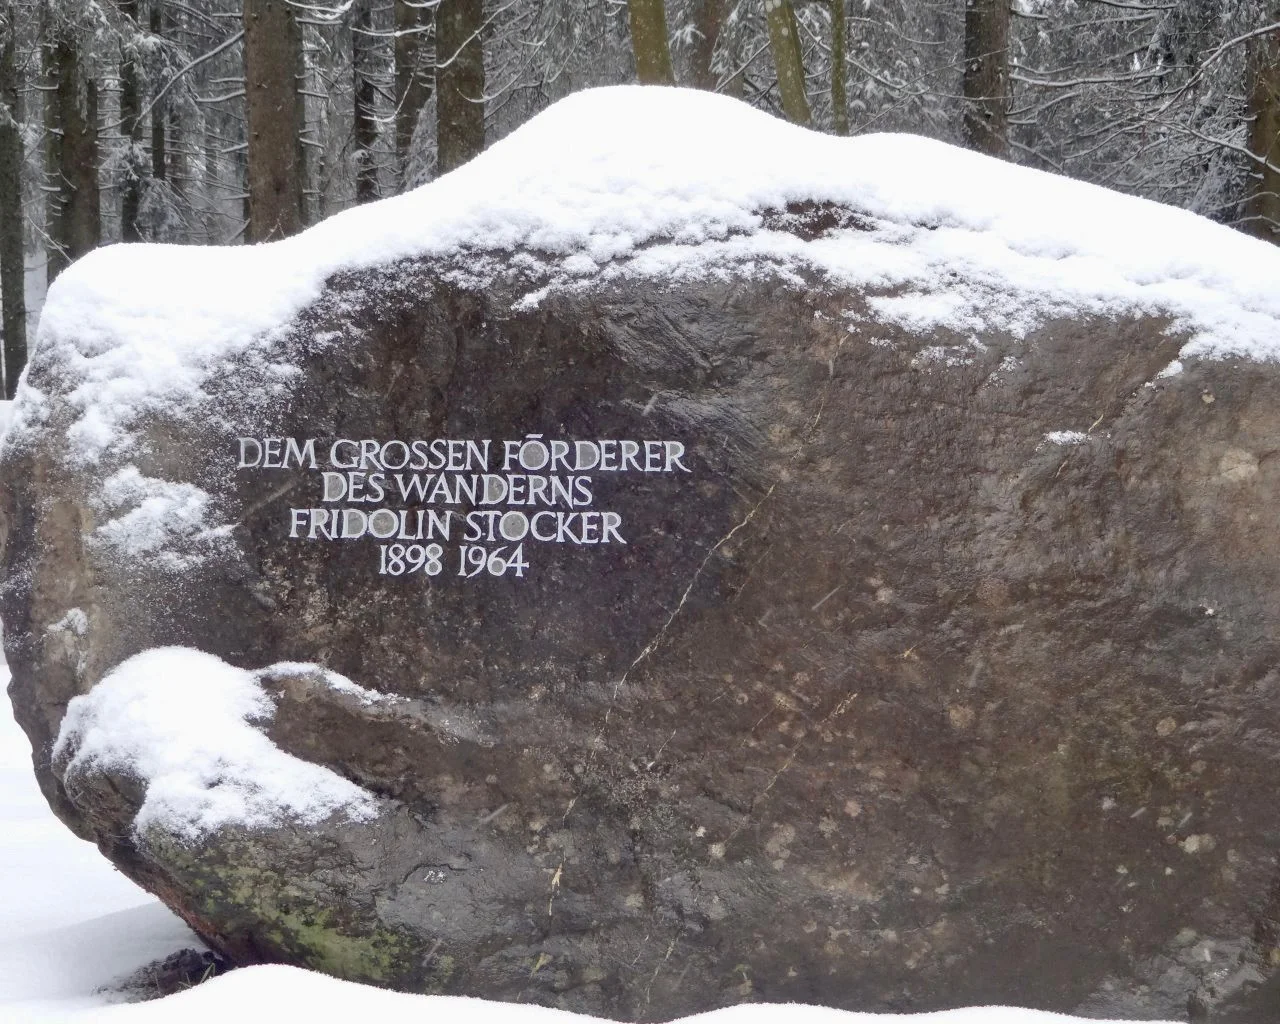 DEM GROSSEN FÖRDERER
DES WANDERNS
FRIDOLIN STOCKER
1898 1964